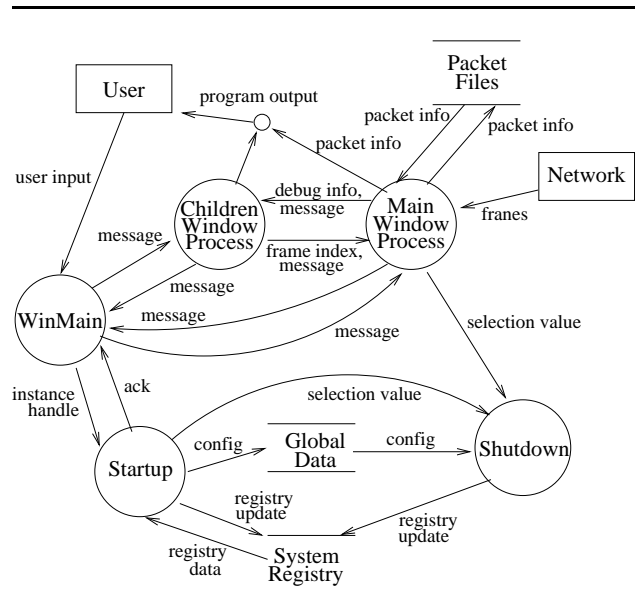 Packet
Files
User
program output
packet info
packet info
packet info
Network
user input
debug info,
message
Children
Window
Process
Main
Window
Process
franes
message
frame index,
message
message
WinMain
message
message
selection value
instance
handle
ack
selection value
config
Global
Data
config
Shutdown
Startup
registry
update
registry
update
registry
data
System
Registry